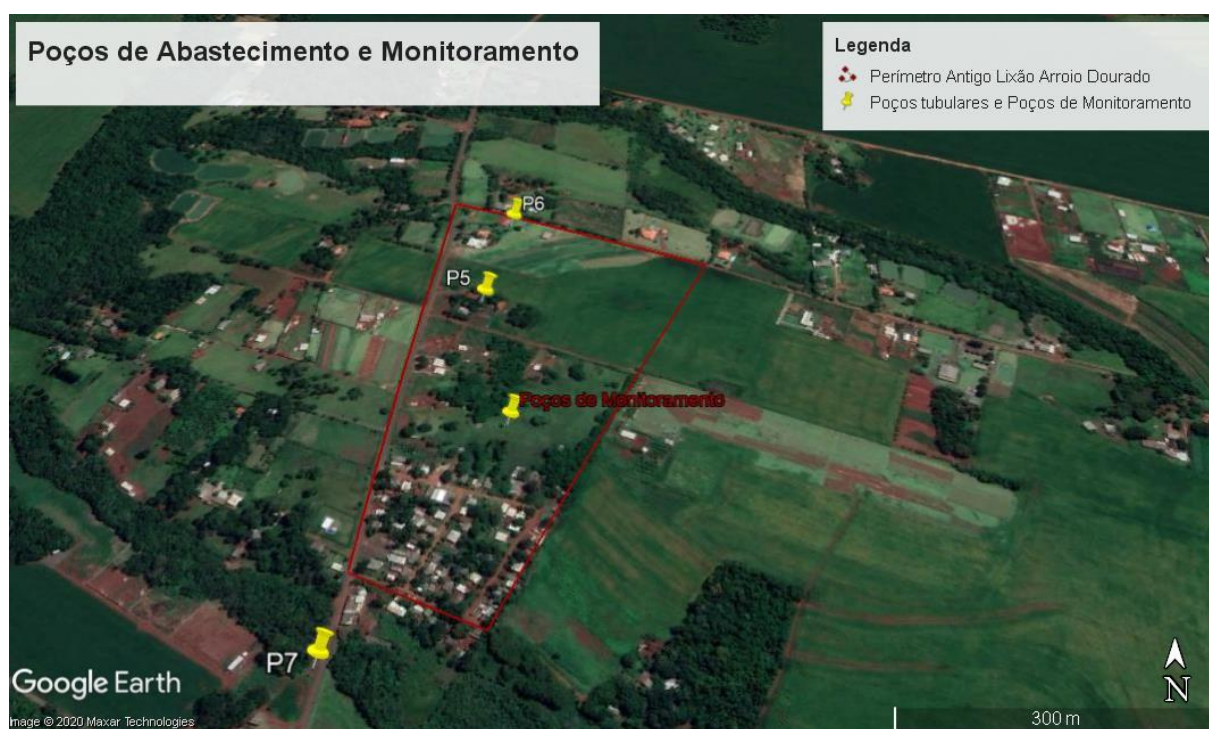 Poços de Abastecimento e Monitoramento
Legenda
Perímetro Antigo Lixão Arroio Dourado
Poços tubulares e Poços de Monitoramento
P6
P5
Poços de Monitoramento
P7
Google Earth
Image © 2020 Maxar Technologies
N
300 m